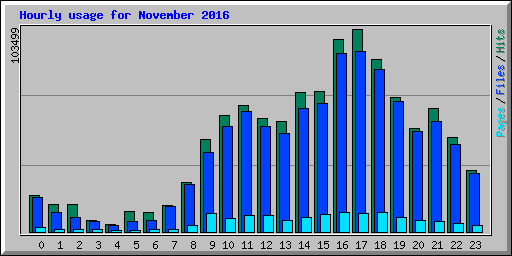 Hourly usage for November 2016
103499
Pages / Files / Hits
0 1 2 3 4 5 6 7 8 9 10 11 12 13 14 15 16 17 18 19 20 21 22 23